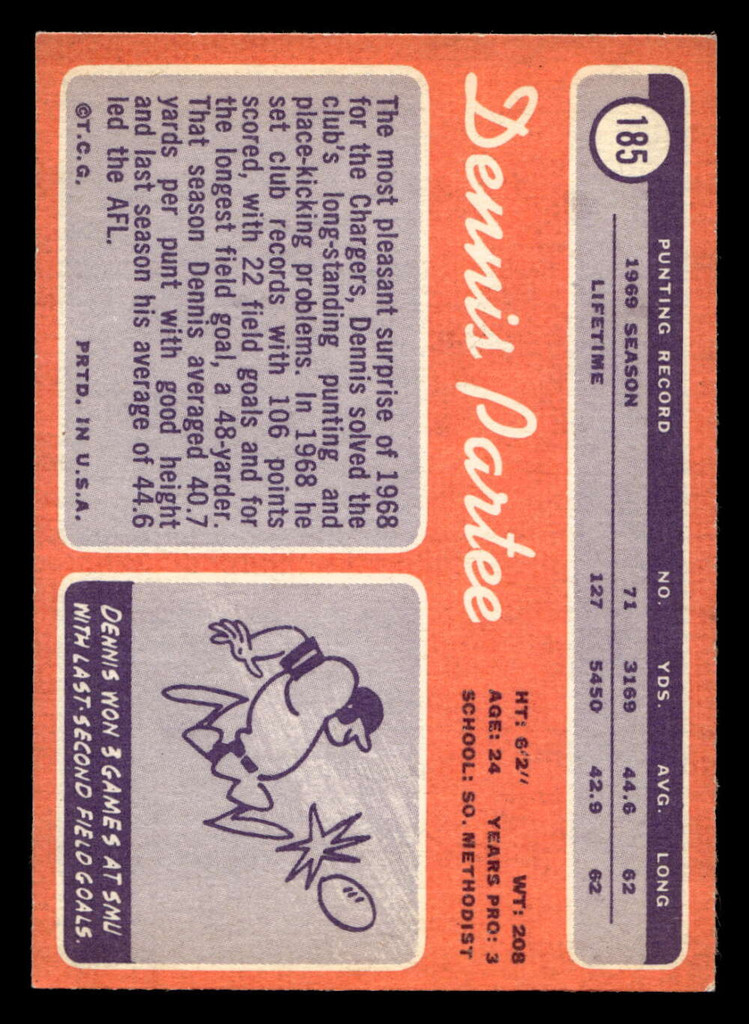 185
PUNTING RECORD NO. YDS. AVG. LONG
1969 SEASON 71 3169 44.6 62
LIFETIME 127 5450 42.9 62
Dennis Partee
HT: 6'2" WT: 208
AGE: 24 YEARS PRO: 3
SCHOOL: SO. METHODIST
The most pleasant surprise of 1968
for the Chargers, Dennis solved the
club's long-standing punting and
place-kicking problems. In 1968 he
set club records with 106 points
scored, with 22 field goals and for
the longest field goal, a 48-yarder.
That season Dennis averaged 40.7
yards per punt with good height
and last season his average of 44.6
led the AFL.
©T.C.G. PRTD. IN U.S.A.
DENNIS WON 3 GAMES AT SMU
WITH LAST-SECOND FIELD GOALS.